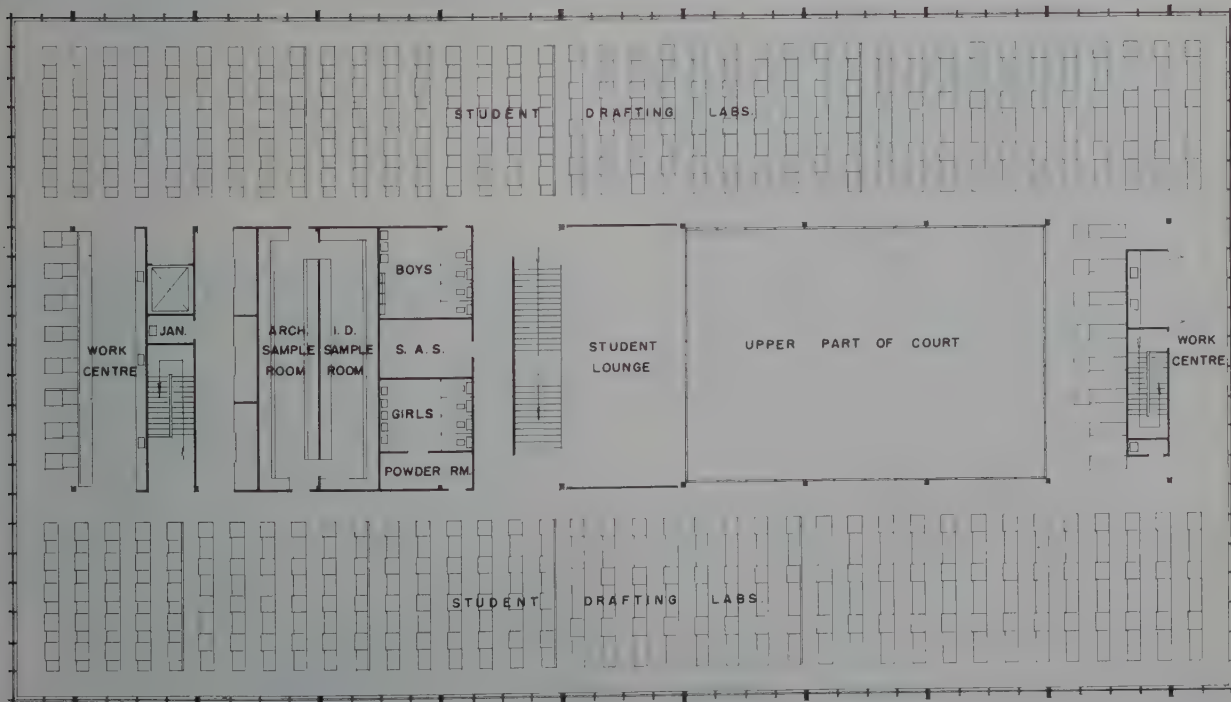 STUDENT DRAFTING LABS.
BOYS
JAN.
ARCH.
SAMPLE
ROOM
I. D.
SAMPLE
ROOM.
S. A. S.
WORK
CENTRE
STUDENT
LOUNGE
UPPER PART OF COURT
WORK
CENTRE
GIRLS
POWDER RM.
STUDENT DRAFTING LABS.